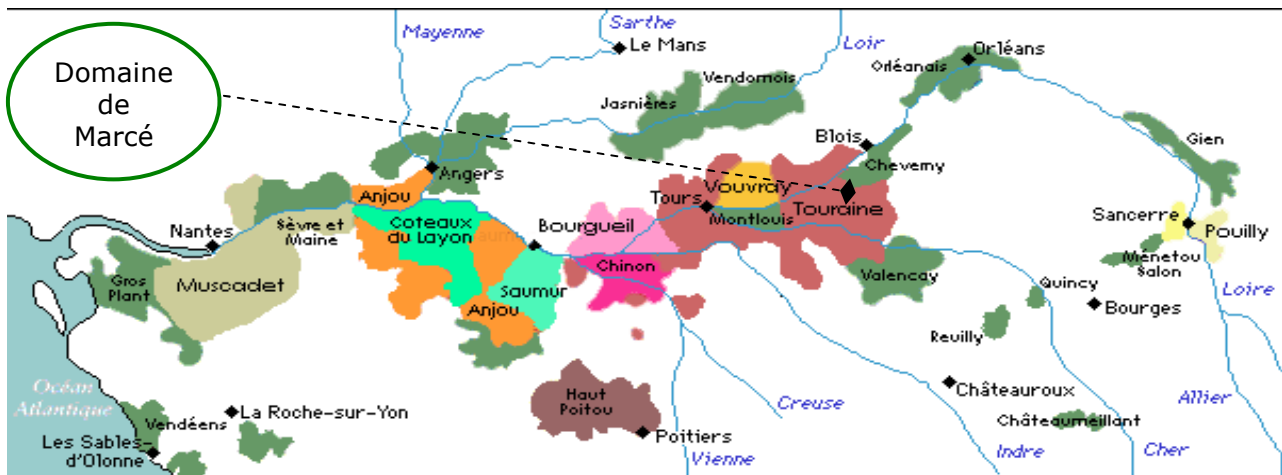 Domaine
de
Marcé
Mayenne
Sarthe
Le Mans
Loir
Orléans
Orléanais
Vendomois
Jasnières
Blois
Cheverny
Gien
Angers
Anjou
Vouvray
Tours
Montlouis
Touraine
Sancerre
Pouilly
Nantes
Sèvre et
Maine
Coteaux
du Layon
Bourgueil
Chinon
Ménetou
Salon
Valencay
Quincy
Bourges
Loire
Gros
Plant
Muscadet
Saumur
Anjou
Reuilly
Océan
Atlantique
Vendéens
La Roche-sur-Yon
Les Sables-
d'Olonne
Haut
Poitou
Poitiers
Vienne
Creuse
Châteauroux
Châteaumeillant
Indre
Cher
Allier